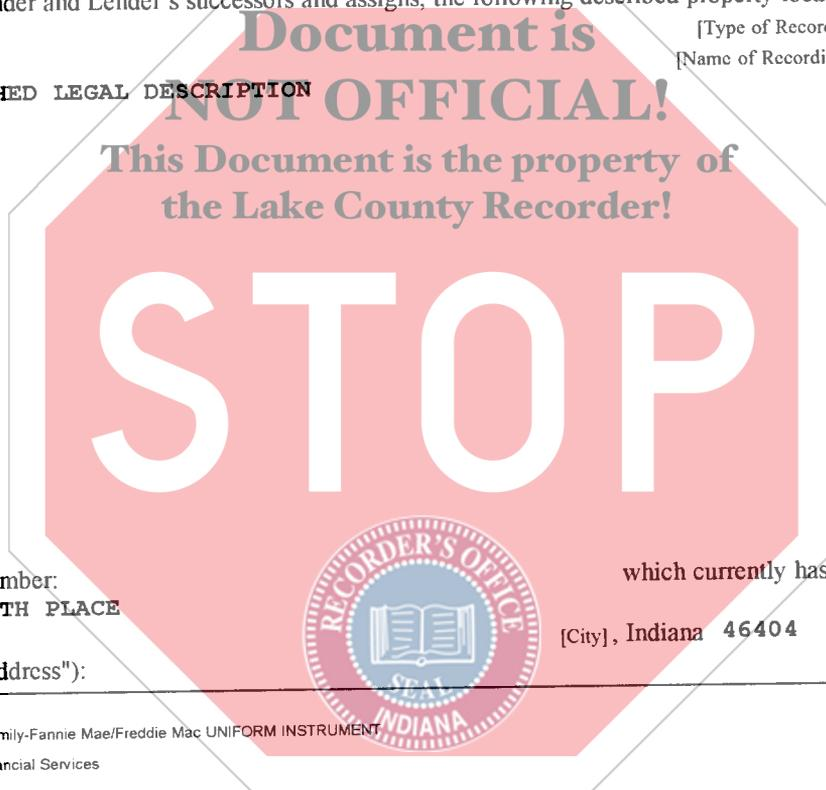 der and Lender's successors and assigns, the following described property loca
Document is
[Type of Recor
[Name of Recordi
NOT OFFICIAL!
HED LEGAL DESCRIPTION
This Document is the property of
the Lake County Recorder!
STOP
RECORDER'S OFFICE
SEAL
INDIANA
mber:
which currently has
TH PLACE
[City], Indiana 46404
ddress"):
mily-Fannie Mae/Freddie Mac UNIFORM INSTRUMENT
ancial Services